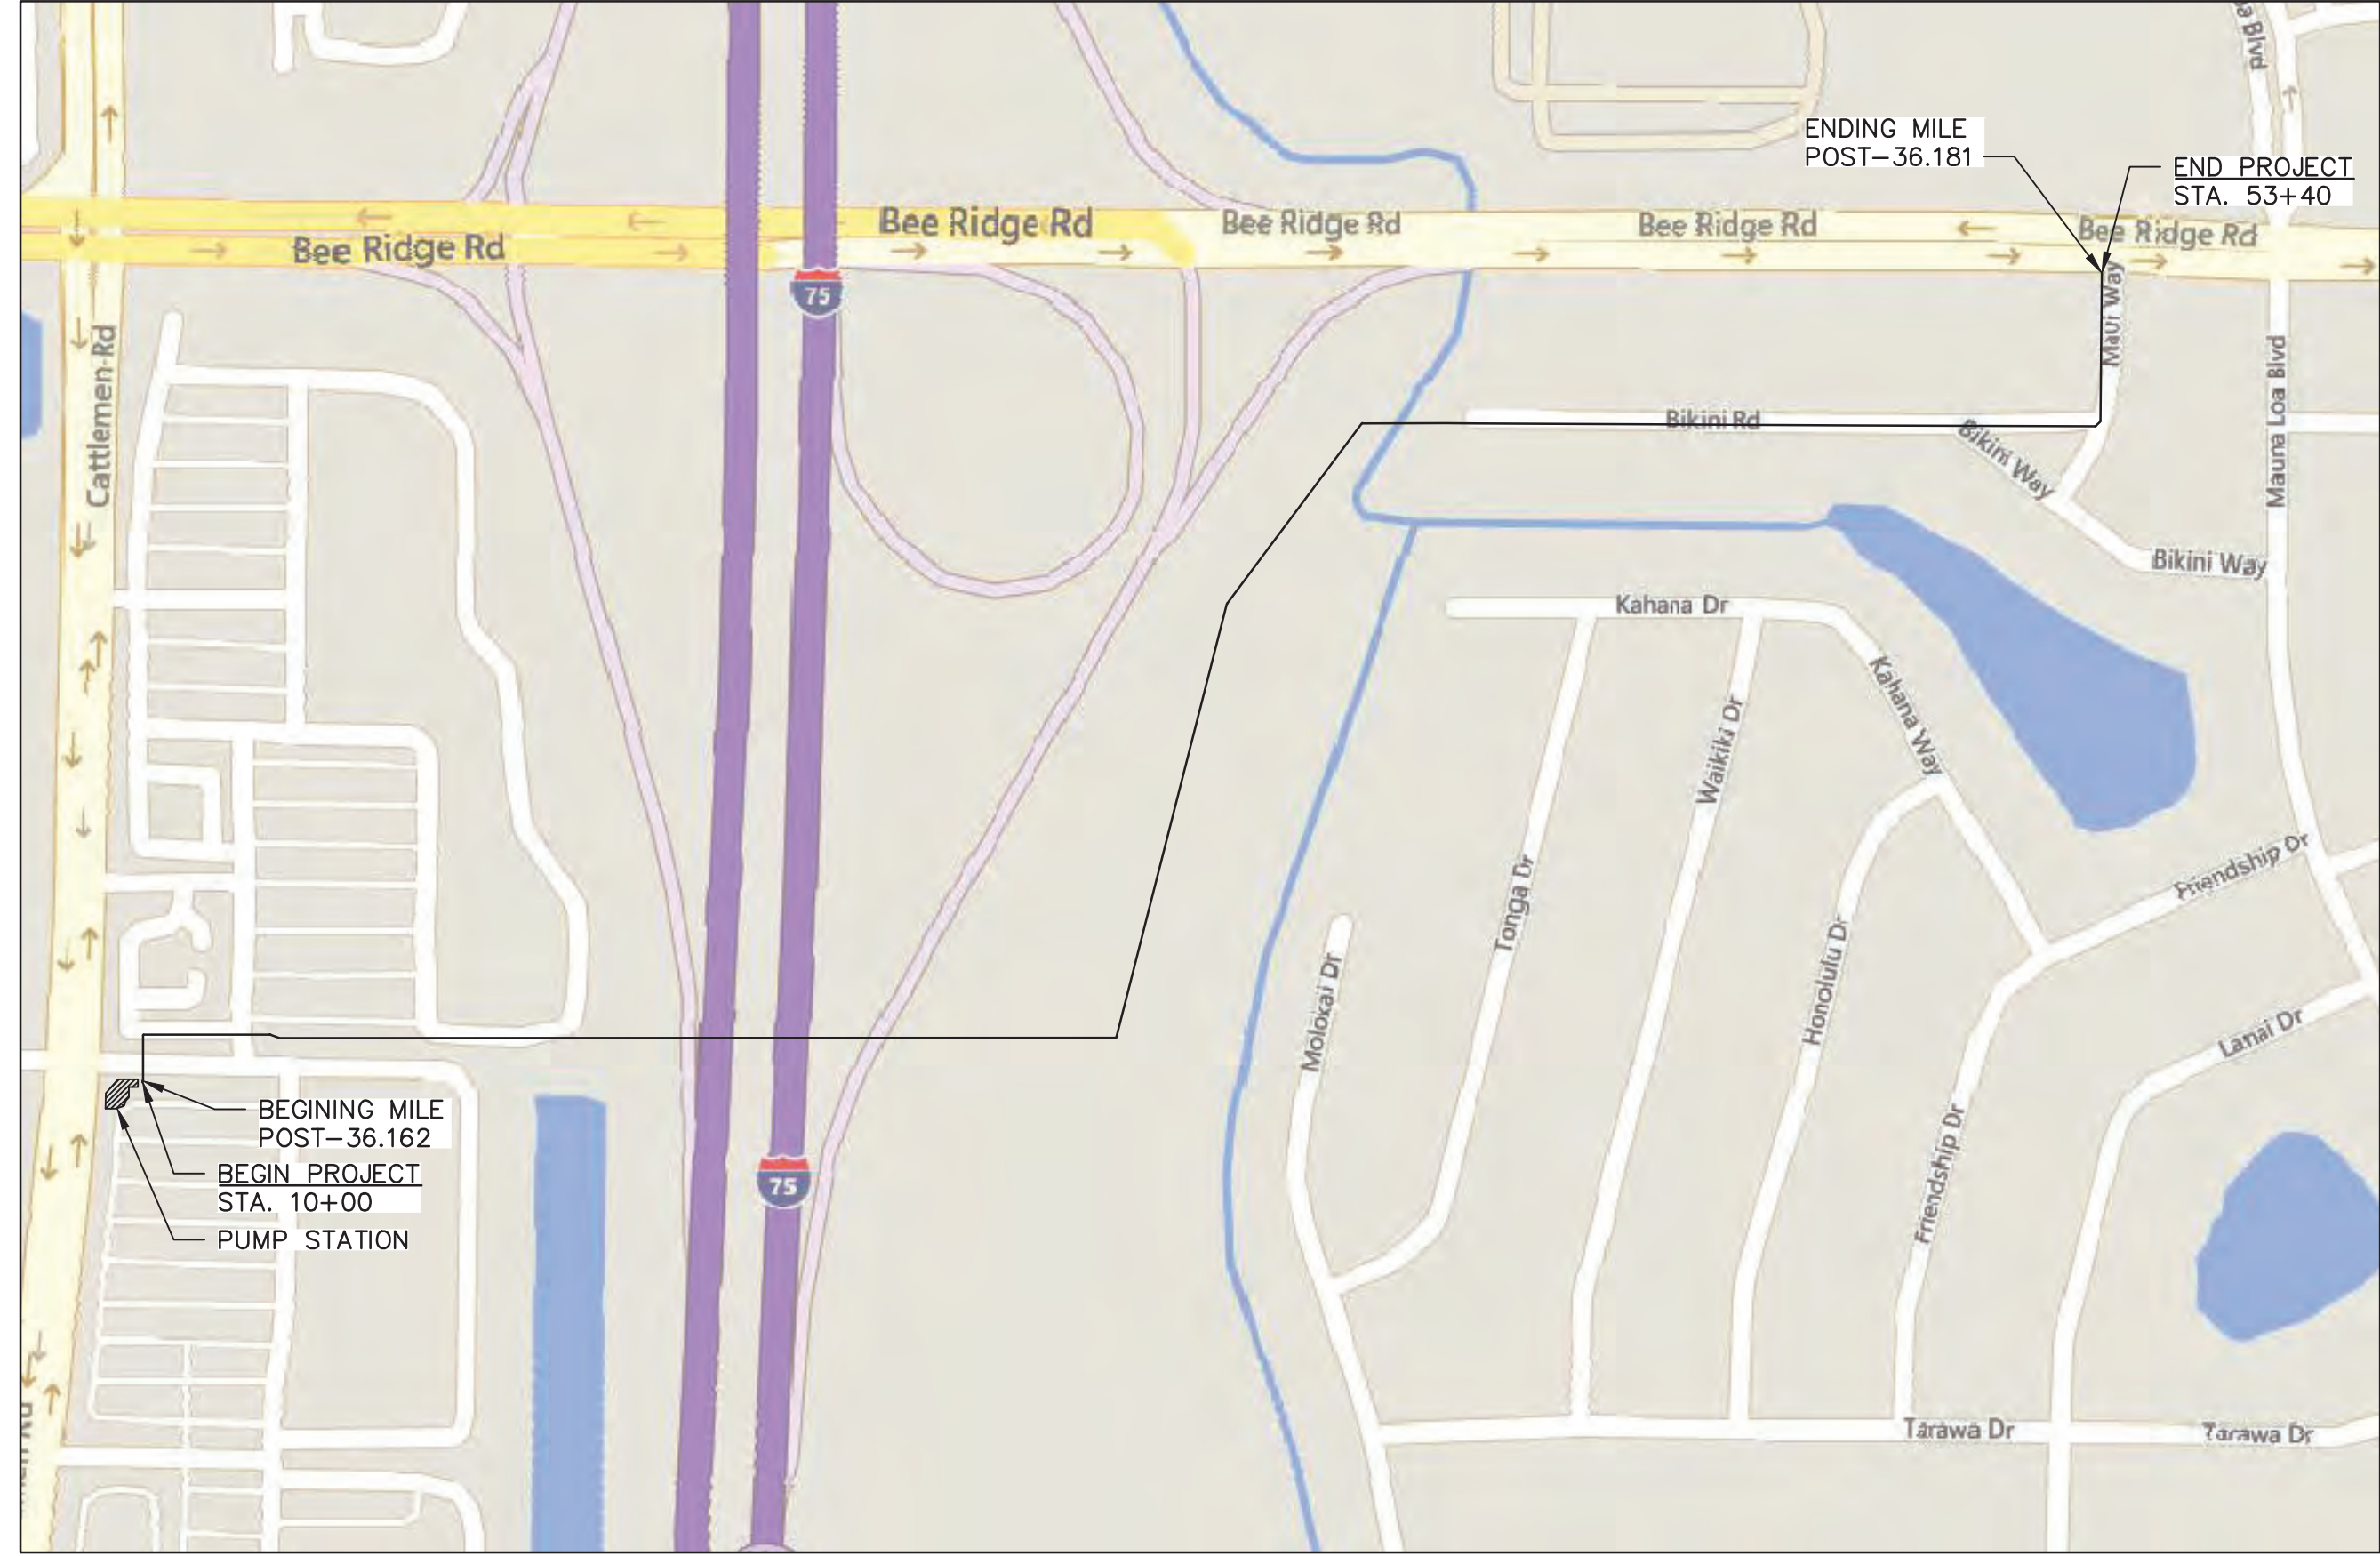 ee Blvd
ENDING MILE
POST-36.181
END PROJECT
STA. 53+40
Bee Ridge Rd
Bee Ridge Rd
Bee Ridge Rd
Bee Ridge Rd
Bee Ridge Rd
75
Maui Way
Cattlemen Rd
Mauna Loa Blvd
Bikini Rd
Bikini Way
Bikini Way
Kahana Dr
Kahana Way
Waikiki Dr
Tonga Dr
Friendship Dr
Honolulu Dr
Molokai Dr
Lanai Dr
BEGINING MILE
POST-36.162
BEGIN PROJECT
STA. 10+00
PUMP STATION
75
Friendship Dr
Tarawa Dr
Tarawa Dr